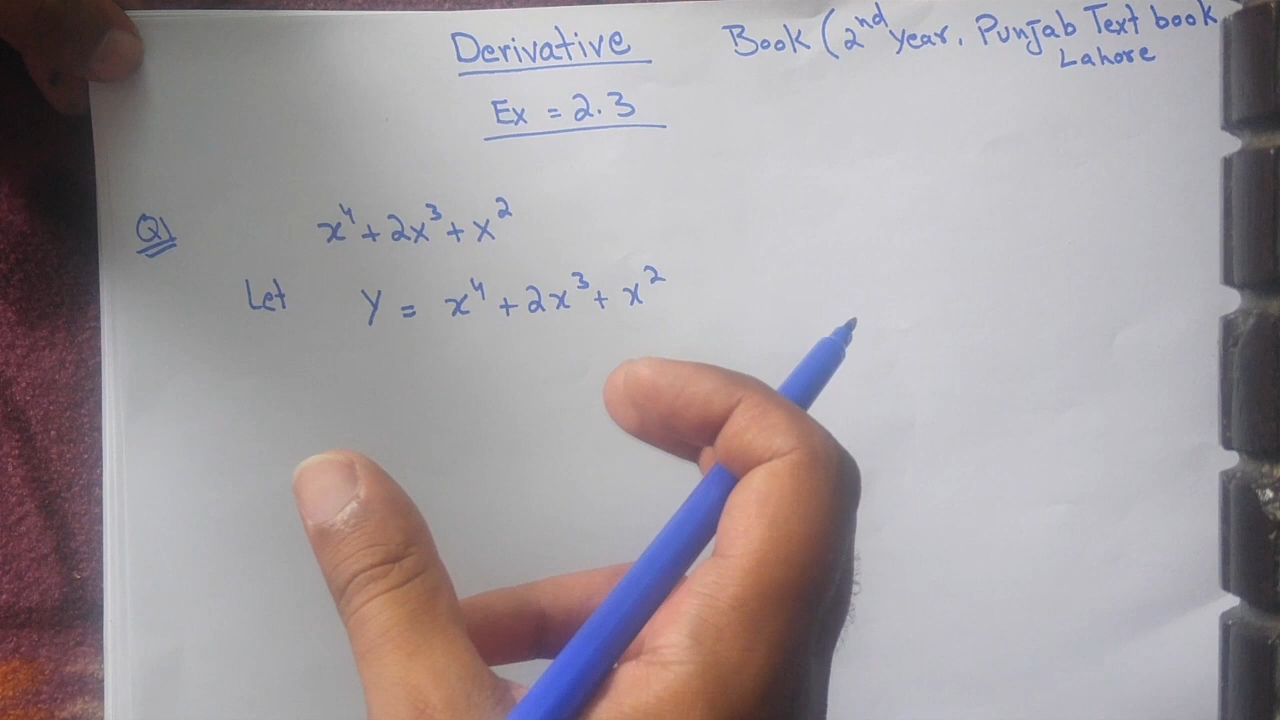 Derivative
Book (2nd year, Punjab Text book
Lahore
Ex = 2.3
Q1 x⁴+2x³+x²
Let Y = x⁴+2x³+x²